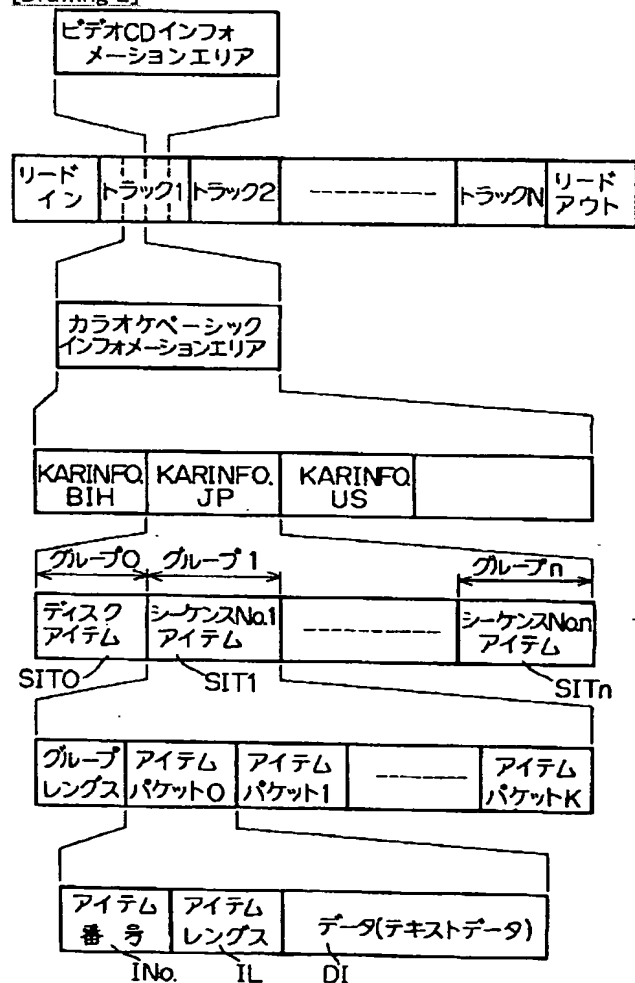 [Drawing 2]
ビデオCDインフォ
メーションエリア
リード
イン
トラック1
トラック2
トラックN
リード
アウト
カラオケベーシック
インフォメーションエリア
KARINFO.
BIH
KARINFO.
JP
KARINFO.
US
グループ0
グループ1
グループn
ディスク
アイテム
シーケンスNo.1
アイテム
シーケンスNo.n
アイテム
SIT0
SIT1
SITn
グループ
レングス
アイテム
パケット0
アイテム
パケット1
アイテム
パケットK
アイテム
番号
アイテム
レングス
データ(テキストデータ)
INo.
IL
DI